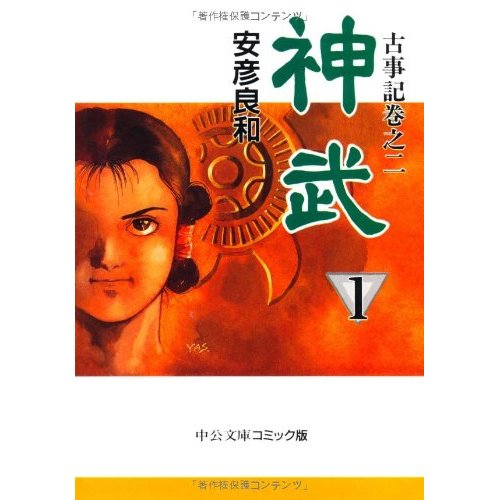 「著作権保護コンテンツ」
古事記巻之二
神武
安彦良和
1
YAS.
中公文庫コミック版
「著作権保護コンテンツ」